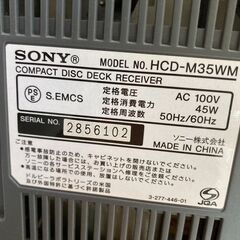 SONY
MODEL NO. HCD-M35WM
COMPACT DISC DECK RECEIVER
PSE
S.EMCS
定格電圧 AC 100V
定格消費電力 45W
定格周波数 50Hz/60Hz
SERIAL NO. 2856102
ソニー株式会社
MADE IN CHINA
JQA
3-277-446-01